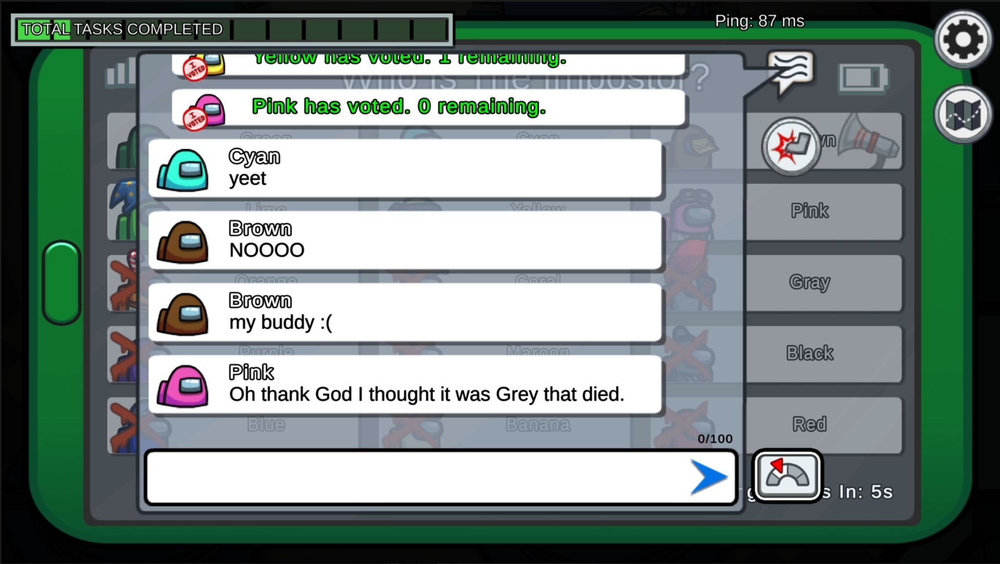 TOTAL TASKS COMPLETED
Ping: 87 ms
Who Is The Impostor?
Yellow has voted. 1 remaining.
I VOTED
Pink has voted. 0 remaining.
I VOTED
Green
Cyan
DUM
Cyan
yeet
Lime
Yellow
Pink
Brown
NOOOO
Orange
Coral
Gray
Brown
my buddy :(
Purple
Maroon
Black
Pink
Oh thank God I thought it was Grey that died.
Blue
Banana
Red
0/100
s In: 5s